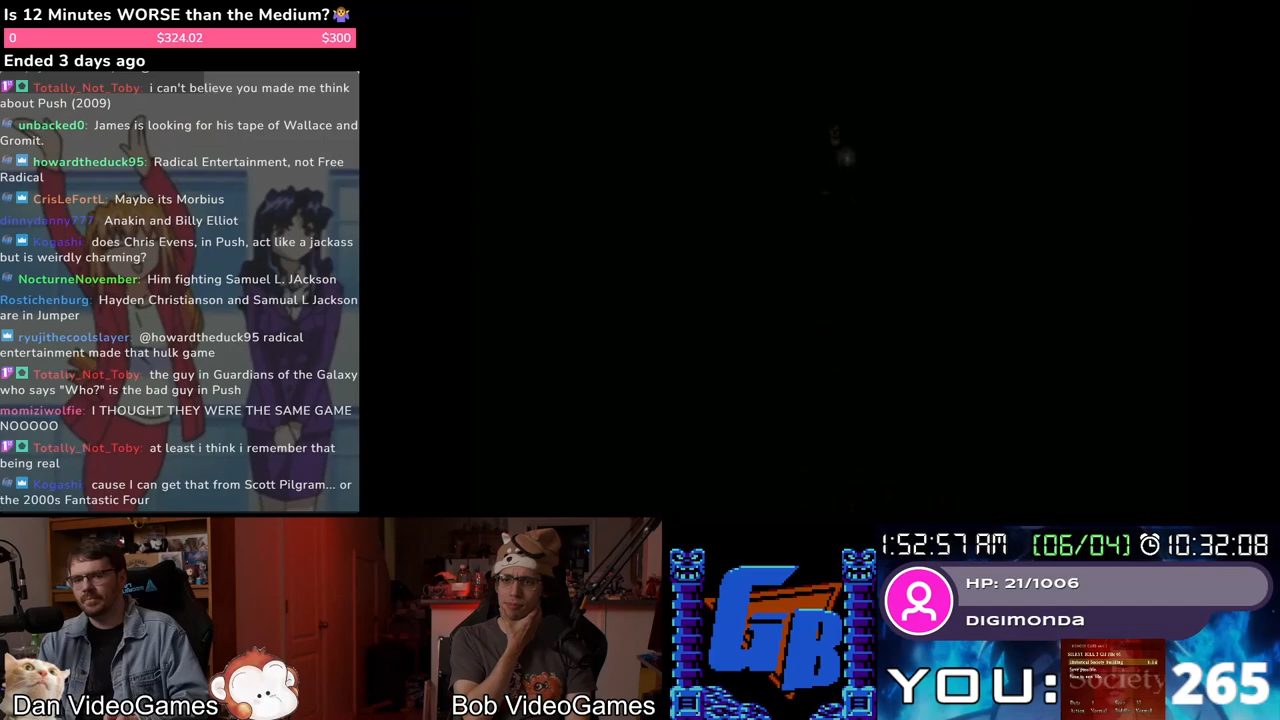 Is 12 Minutes WORSE than the Medium?🤷
0 $324.02 $300
Ended 3 days ago
Totally_Not_Toby: i can't believe you made me think
about Push (2009)
unbacked0: James is looking for his tape of Wallace and
Gromit.
howardtheduck95: Radical Entertainment, not Free
Radical
CrisLeFortL: Maybe its Morbius
dinnydanny777: Anakin and Billy Elliot
Kogashi: does Chris Evens, in Push, act like a jackass
but is weirdly charming?
NocturneNovember: Him fighting Samuel L. JAckson
Rostichenburg: Hayden Christianson and Samual L Jackson
are in Jumper
ryujithecoolslayer: @howardtheduck95 radical
entertainment made that hulk game
Totally_Not_Toby: the guy in Guardians of the Galaxy
who says "Who?" is the bad guy in Push
momiziwolfie: I THOUGHT THEY WERE THE SAME GAME
NOOOOO
Totally_Not_Toby: at least i think i remember that
being real
Kogashi: cause I can get that from Scott Pilgram... or
the 2000s Fantastic Four
Dan VideoGames
Bob VideoGames
GB
1:52:57 AM [06/04] 10:32:08
HP: 21/1006
DIGIMONDA
YOU: 265
Historical Society Building
Society